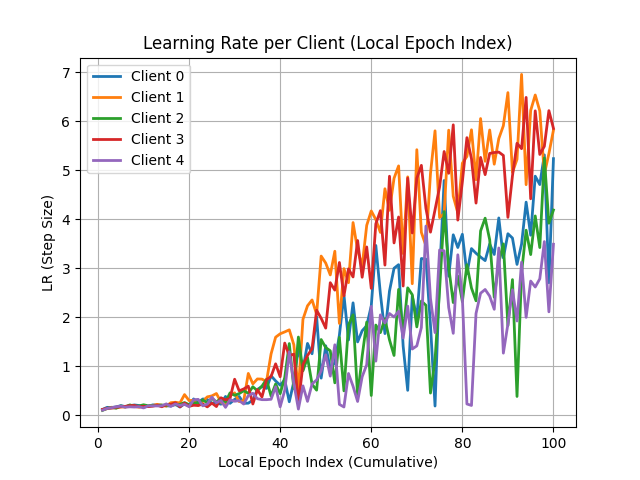 Learning Rate per Client (Local Epoch Index)
Client 0
Client 1
Client 2
Client 3
Client 4
LR (Step Size)
7
6
5
4
3
2
1
0
0 20 40 60 80 100
Local Epoch Index (Cumulative)